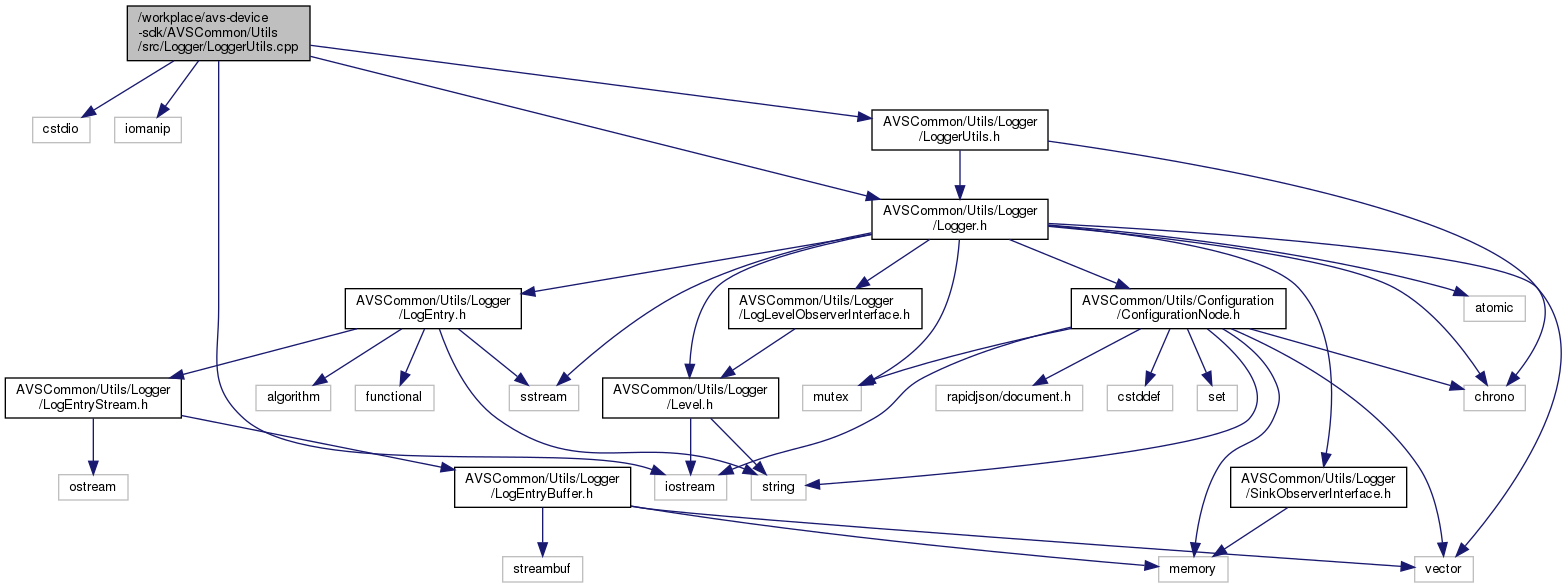 /workplace/avs-device
-sdk/AVSCommon/Utils
/src/Logger/LoggerUtils.cpp
cstdio
iomanip
AVSCommon/Utils/Logger
/LoggerUtils.h
AVSCommon/Utils/Logger
/Logger.h
AVSCommon/Utils/Logger
/LogEntry.h
AVSCommon/Utils/Logger
/LogLevelObserverInterface.h
AVSCommon/Utils/Configuration
/ConfigurationNode.h
atomic
AVSCommon/Utils/Logger
/LogEntryStream.h
algorithm
functional
sstream
AVSCommon/Utils/Logger
/Level.h
mutex
rapidjson/document.h
cstddef
set
chrono
ostream
AVSCommon/Utils/Logger
/LogEntryBuffer.h
iostream
string
AVSCommon/Utils/Logger
/SinkObserverInterface.h
streambuf
memory
vector